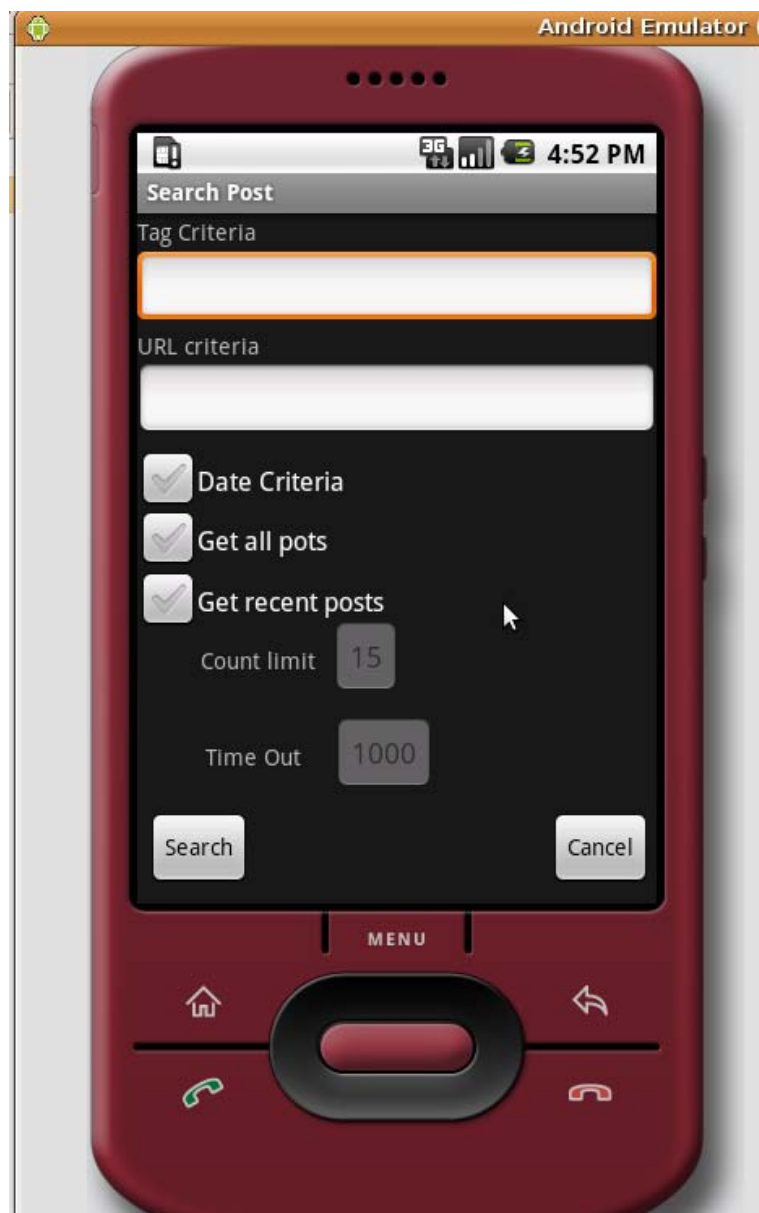 Android Emulator (
3G 4:52 PM
Search Post
Tag Criteria
URL criteria
Date Criteria
Get all pots
Get recent posts
Count limit 15
Time Out 1000
Search Cancel
MENU